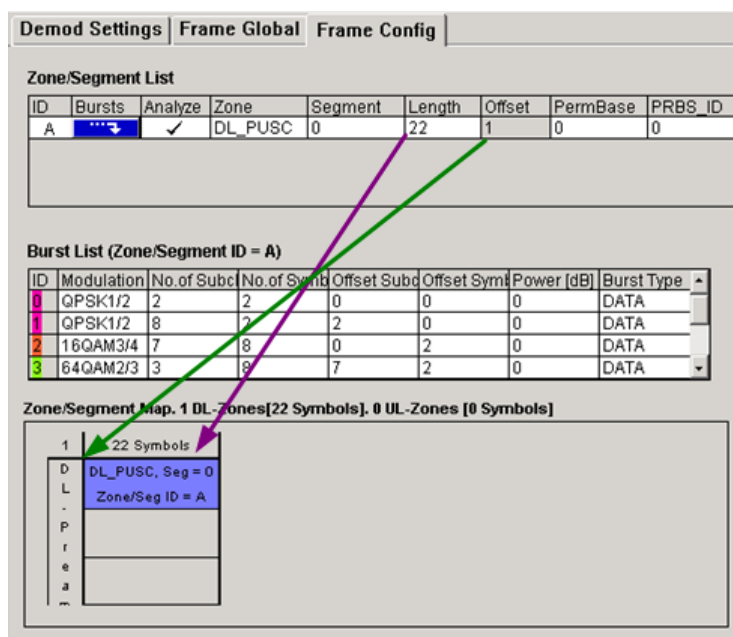 Demod Settings Frame Global Frame Config
Zone/Segment List
ID Bursts Analyze Zone Segment Length Offset PermBase PRBS_ID
A DL_PUSC 0 22 1 0 0
Burst List (Zone/Segment ID = A)
ID Modulation No.of Subcl No.of Symb Offset Subc Offset Symb Power [dB] Burst Type
0 QPSK1/2 2 2 0 0 0 DATA
1 QPSK1/2 8 2 2 0 0 DATA
2 16QAM3/4 7 8 0 2 0 DATA
3 64QAM2/3 3 8 7 2 0 DATA
Zone/Segment Map. 1 DL-Zones[22 Symbols]. 0 UL-Zones [0 Symbols]
1 22 Symbols
DL_PUSC, Seg = 0
Zone/Seg ID = A
D
L
-
P
r
e
a
m